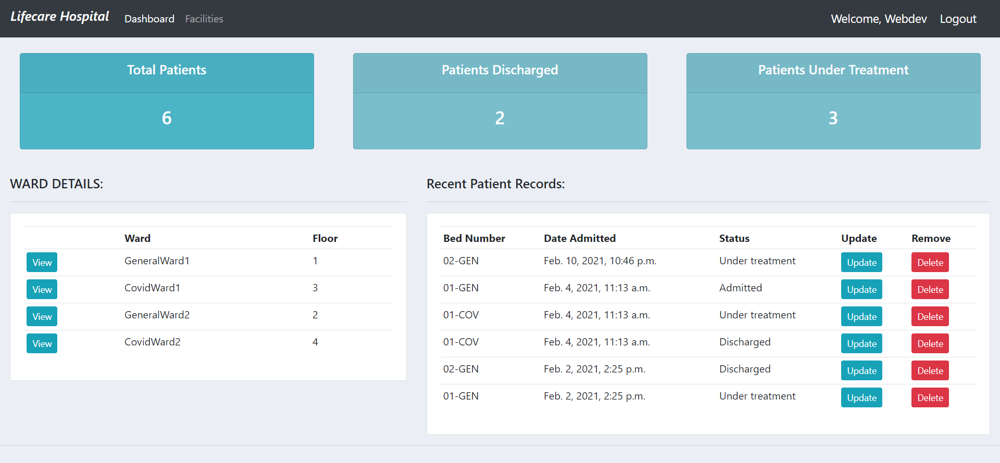 Lifecare Hospital Dashboard Facilities Welcome, Webdev Logout
Total Patients
6
Patients Discharged
2
Patients Under Treatment
3
WARD DETAILS:
Ward Floor
View GeneralWard1 1
View CovidWard1 3
View GeneralWard2 2
View CovidWard2 4
Recent Patient Records:
Bed Number Date Admitted Status Update Remove
02-GEN Feb. 10, 2021, 10:46 p.m. Under treatment Update Delete
01-GEN Feb. 4, 2021, 11:13 a.m. Admitted Update Delete
01-COV Feb. 4, 2021, 11:13 a.m. Under treatment Update Delete
01-COV Feb. 4, 2021, 11:13 a.m. Discharged Update Delete
02-GEN Feb. 2, 2021, 2:25 p.m. Discharged Update Delete
01-GEN Feb. 2, 2021, 2:25 p.m. Under treatment Update Delete